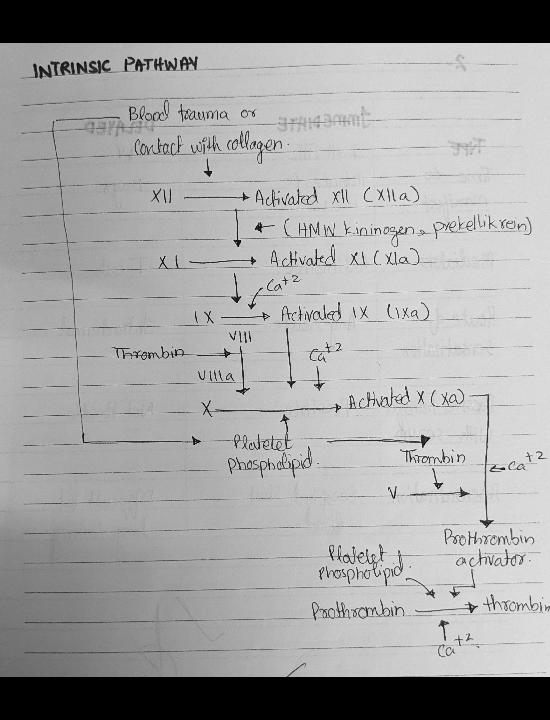 INTRINSIC PATHWAY
Blood trauma or
Contact with collagen.
XII → Activated XII (XIIa)
← (HMW kininogen, prekellikrein)
XI → Activated XI (XIa)
Ca+2
IX → Activated IX (IXa)
VIII
Thrombin →
Ca+2
VIIIa
X → Activated X (Xa)
Platelet
phospholipid.
Thrombin
← Ca+2
V →
Prothrombin
activator.
Platelet
Phospholipid.
Prothrombin → thrombin
Ca+2